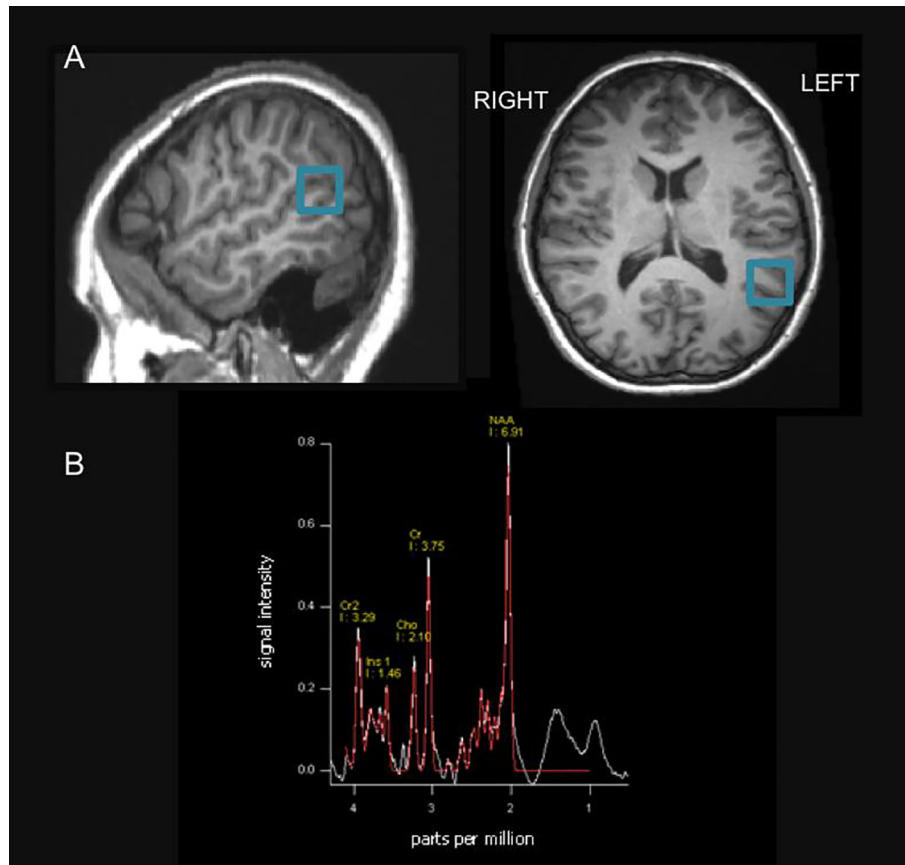 A
RIGHT
LEFT
B
NAA
I : 6.91
0.8
Cr
I : 3.75
0.6
Cr2
I : 3.29
Cho
I : 2.10
0.4
Ins 1
I : 1.46
0.2
0.0
signal intensity
4 3 2 1
parts per million